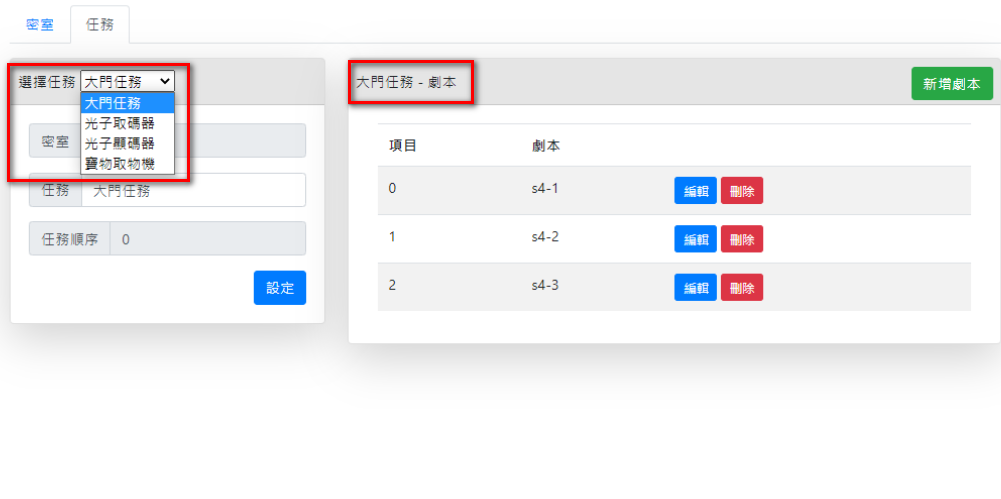 密室 任務
選擇任務 大門任務
大門任務
光子取碼器
光子顯碼器
寶物取物機
密室
任務 大門任務
任務順序 0
設定
大門任務 - 劇本 新增劇本
項目 劇本
0 s4-1 編輯 刪除
1 s4-2 編輯 刪除
2 s4-3 編輯 刪除